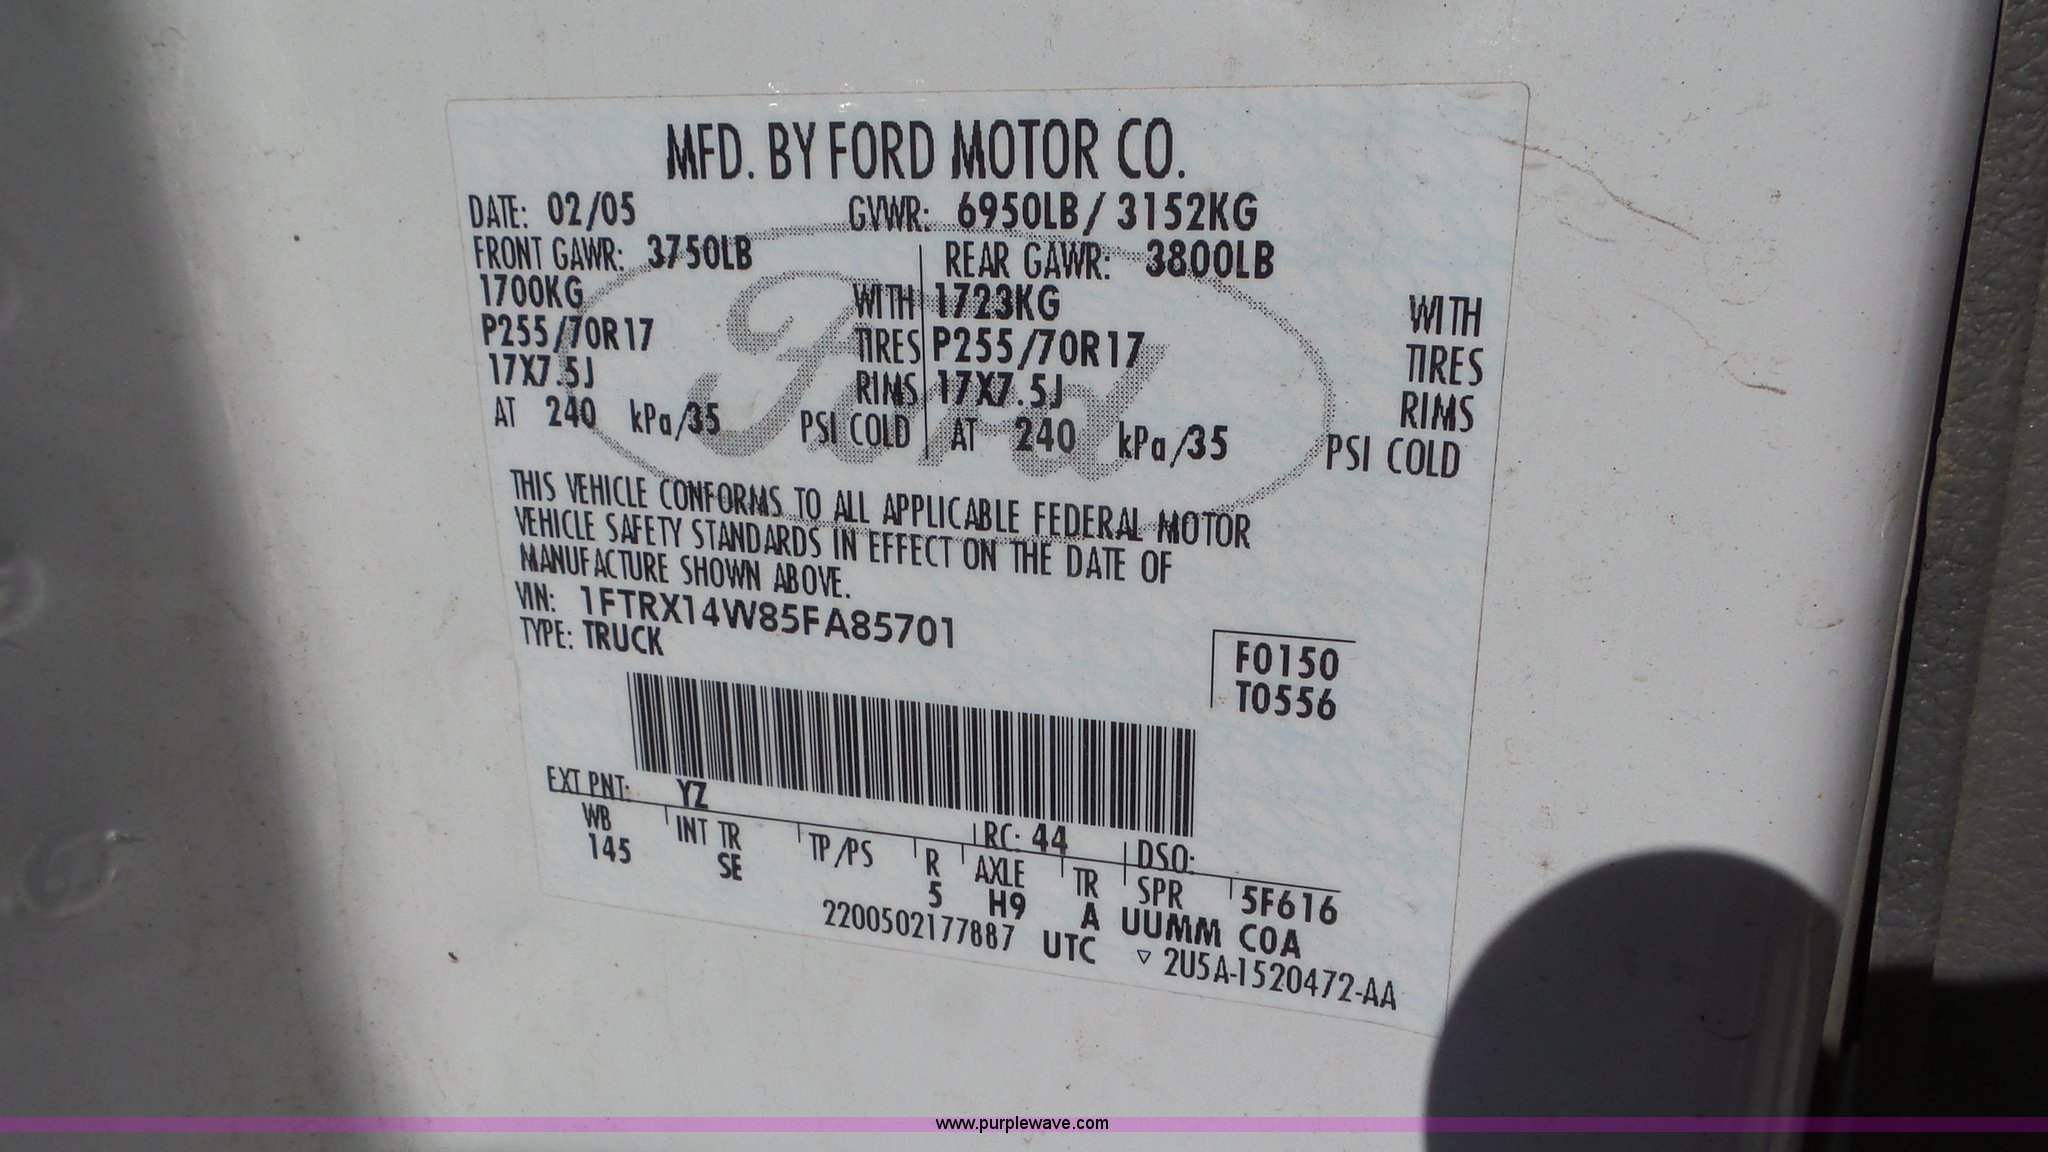 MFD. BY FORD MOTOR CO.
DATE: 02/05 GVWR: 6950LB/ 3152KG
FRONT GAWR: 3750LB REAR GAWR: 3800LB
1700KG WITH 1723KG WITH
P255/70R17 TIRES P255/70R17 TIRES
17X7.5J RIMS 17X7.5J RIMS
AT 240 kPa/35 PSI COLD AT 240 kPa/35 PSI COLD
Ford
THIS VEHICLE CONFORMS TO ALL APPLICABLE FEDERAL MOTOR
VEHICLE SAFETY STANDARDS IN EFFECT ON THE DATE OF
MANUFACTURE SHOWN ABOVE.
VIN: 1FTRX14W85FA85701
TYPE: TRUCK
F0150
T0556
EXT PNT: YZ RC: 44 DSO:
WB INT TR TP/PS R AXLE TR SPR 5F616
145 SE 5 H9 A UUMM COA
2200502177887 UTC ▽ 2U5A-1520472-AA
www.purplewave.com